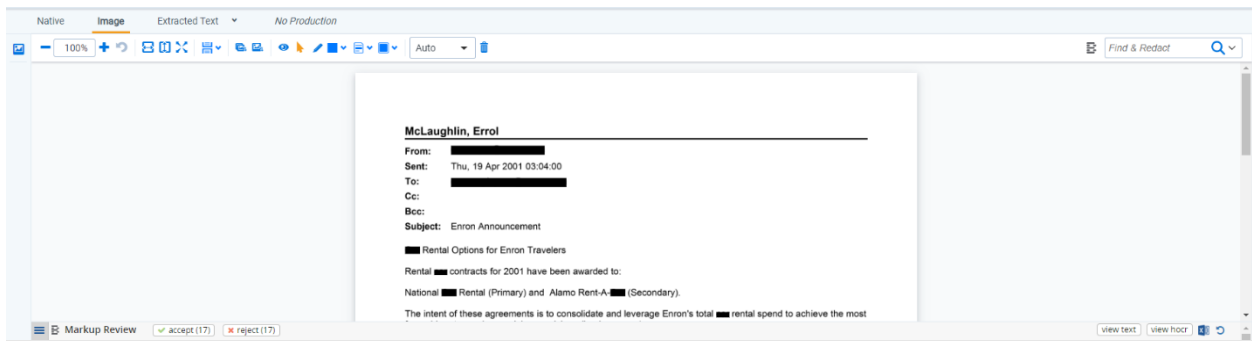 Native Image Extracted Text No Production
100% Auto Find & Redact
McLaughlin, Errol
From:
Sent: Thu, 19 Apr 2001 03:04:00
To:
Cc:
Bcc:
Subject: Enron Announcement
Rental Options for Enron Travelers
Rental contracts for 2001 have been awarded to:
National Rental (Primary) and Alamo Rent-A- (Secondary).
The intent of these agreements is to consolidate and leverage Enron's total rental spend to achieve the most
Markup Review accept (17) reject (17) view text view hocr